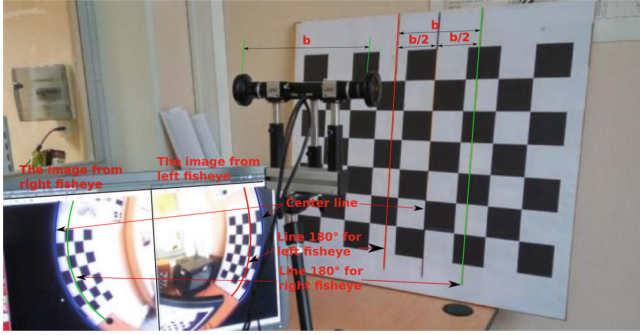 b
b
b/2
b/2
The image from
right fisheye
The image from
left fisheye
Center line
Line 180° for
left fisheye
Line 180° for
right fisheye